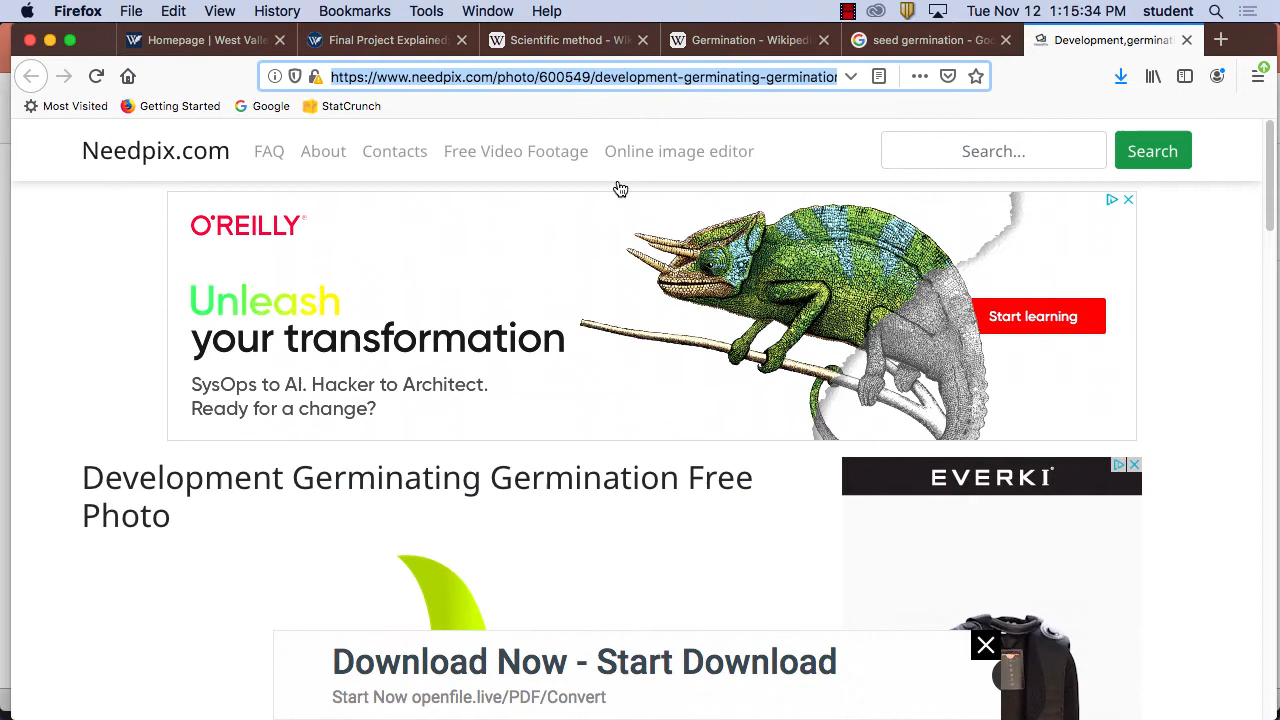 Firefox File Edit View History Bookmarks Tools Window Help Tue Nov 12 1:15:34 PM student
Homepage | West Valle Final Project Explained: Scientific method - Wik Germination - Wikiped seed germination - Goo Development,germinat
https://www.needpix.com/photo/600549/development-germinating-germination
Most Visited Getting Started Google StatCrunch
Needpix.com FAQ About Contacts Free Video Footage Online image editor Search... Search
O'REILLY®
Unleash
your transformation
Start learning
SysOps to AI. Hacker to Architect.
Ready for a change?
Development Germinating Germination Free
Photo
EVERKI
Download Now - Start Download
Start Now openfile.live/PDF/Convert